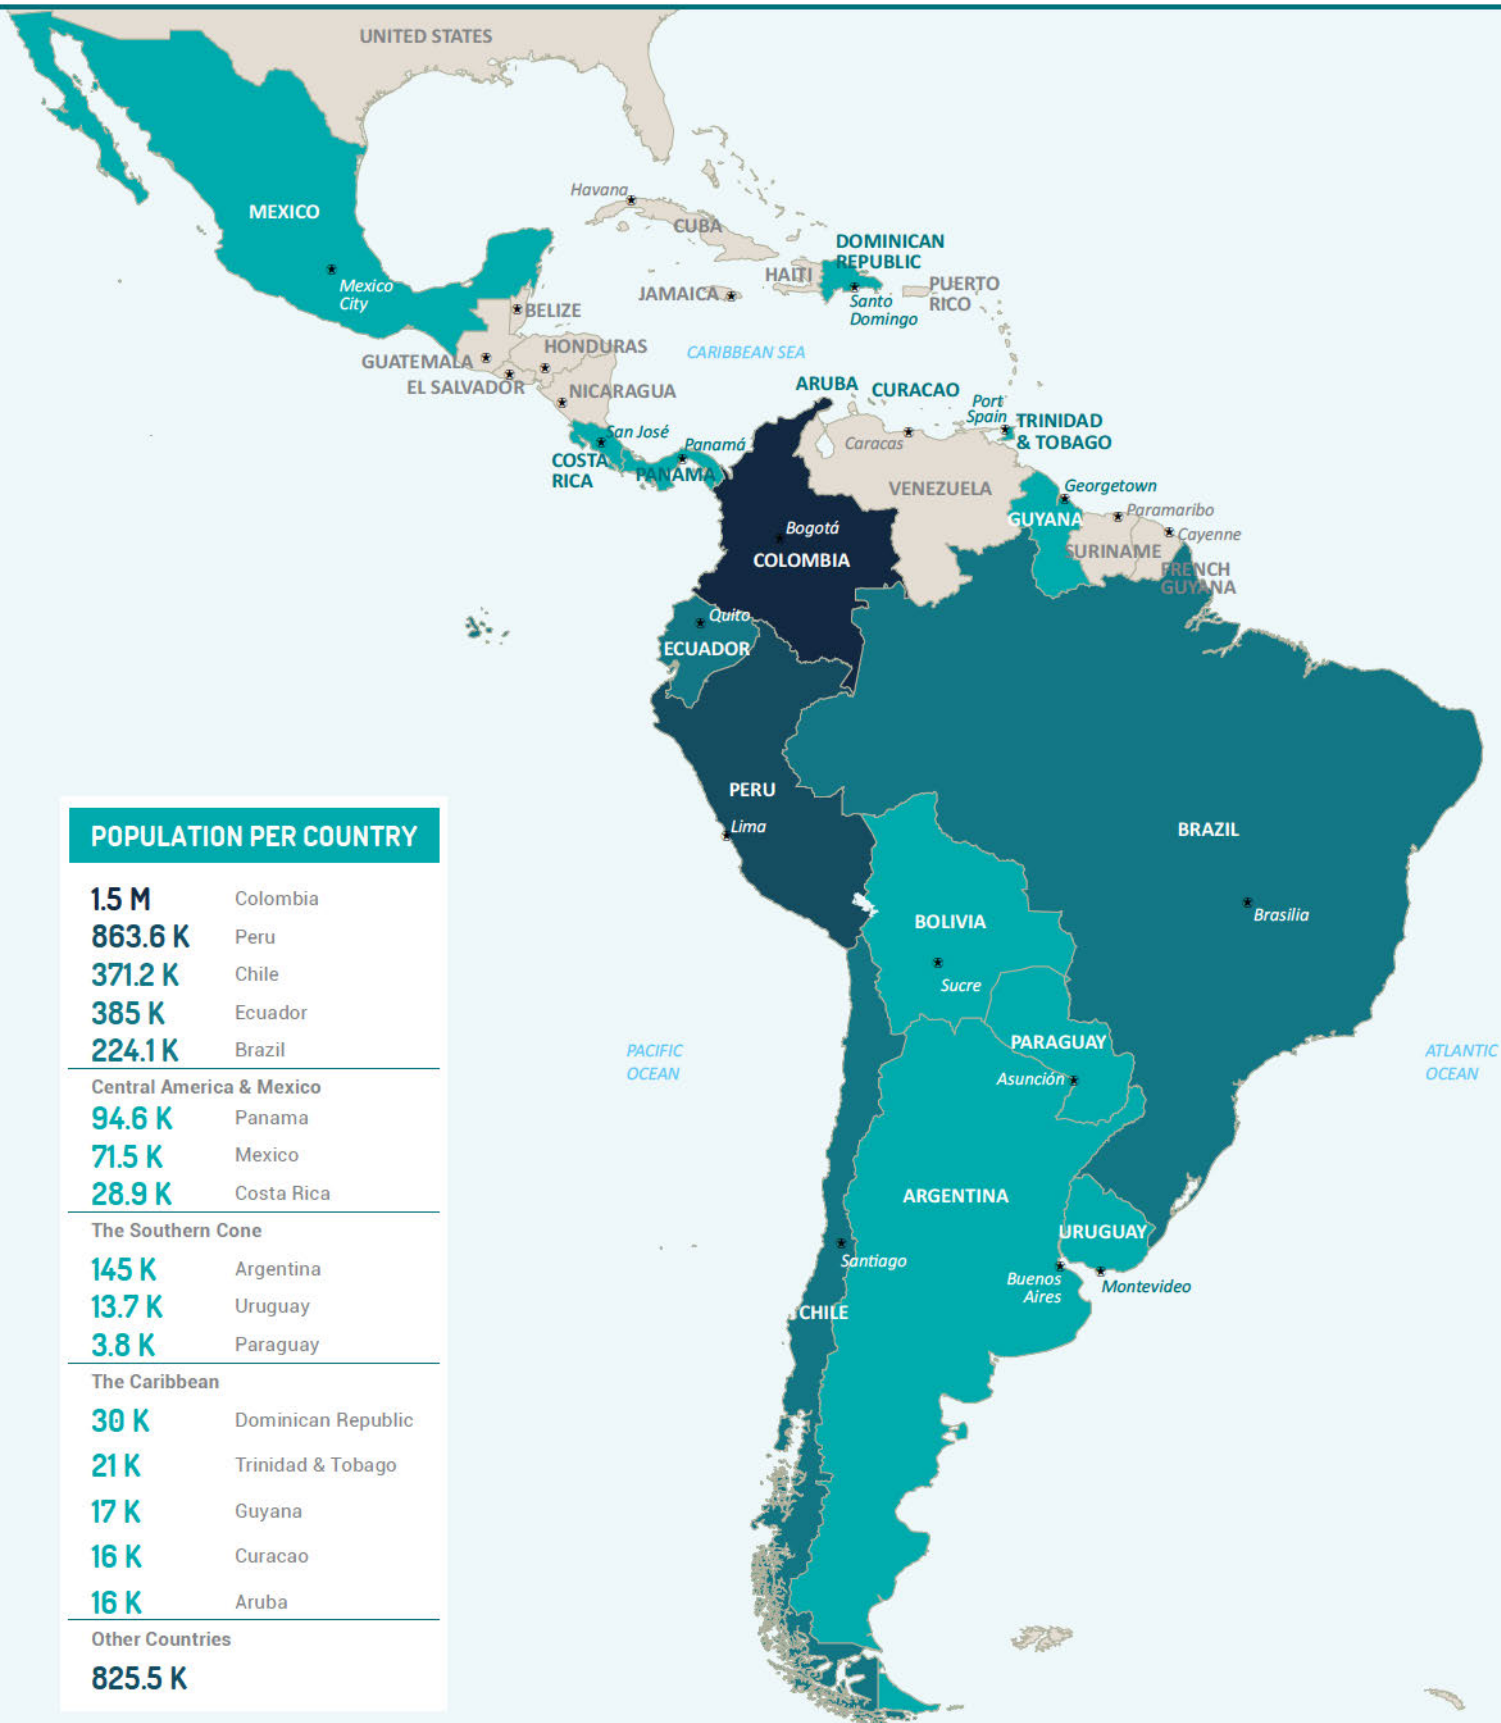 UNITED STATES
MEXICO
Mexico
City
Havana
CUBA
DOMINICAN
REPUBLIC
HAITI
JAMAICA
Santo
Domingo
PUERTO
RICO
BELIZE
HONDURAS
GUATEMALA
EL SALVADOR
NICARAGUA
CARIBBEAN SEA
ARUBA
CURACAO
Port
Spain
TRINIDAD
& TOBAGO
San José
Panamá
COSTA
RICA
PANAMA
Caracas
VENEZUELA
Georgetown
GUYANA
Paramaribo
Cayenne
SURINAME
FRENCH
GUYANA
Bogotá
COLOMBIA
Quito
ECUADOR
PERU
Lima
BRAZIL
Brasilia
BOLIVIA
Sucre
PARAGUAY
Asunción
PACIFIC
OCEAN
ATLANTIC
OCEAN
ARGENTINA
URUGUAY
Santiago
Buenos
Aires
Montevideo
CHILE
POPULATION PER COUNTRY
1.5 M Colombia
863.6 K Peru
371.2 K Chile
385 K Ecuador
224.1 K Brazil
Central America & Mexico
94.6 K Panama
71.5 K Mexico
28.9 K Costa Rica
The Southern Cone
145 K Argentina
13.7 K Uruguay
3.8 K Paraguay
The Caribbean
30 K Dominican Republic
21 K Trinidad & Tobago
17 K Guyana
16 K Curacao
16 K Aruba
Other Countries
825.5 K